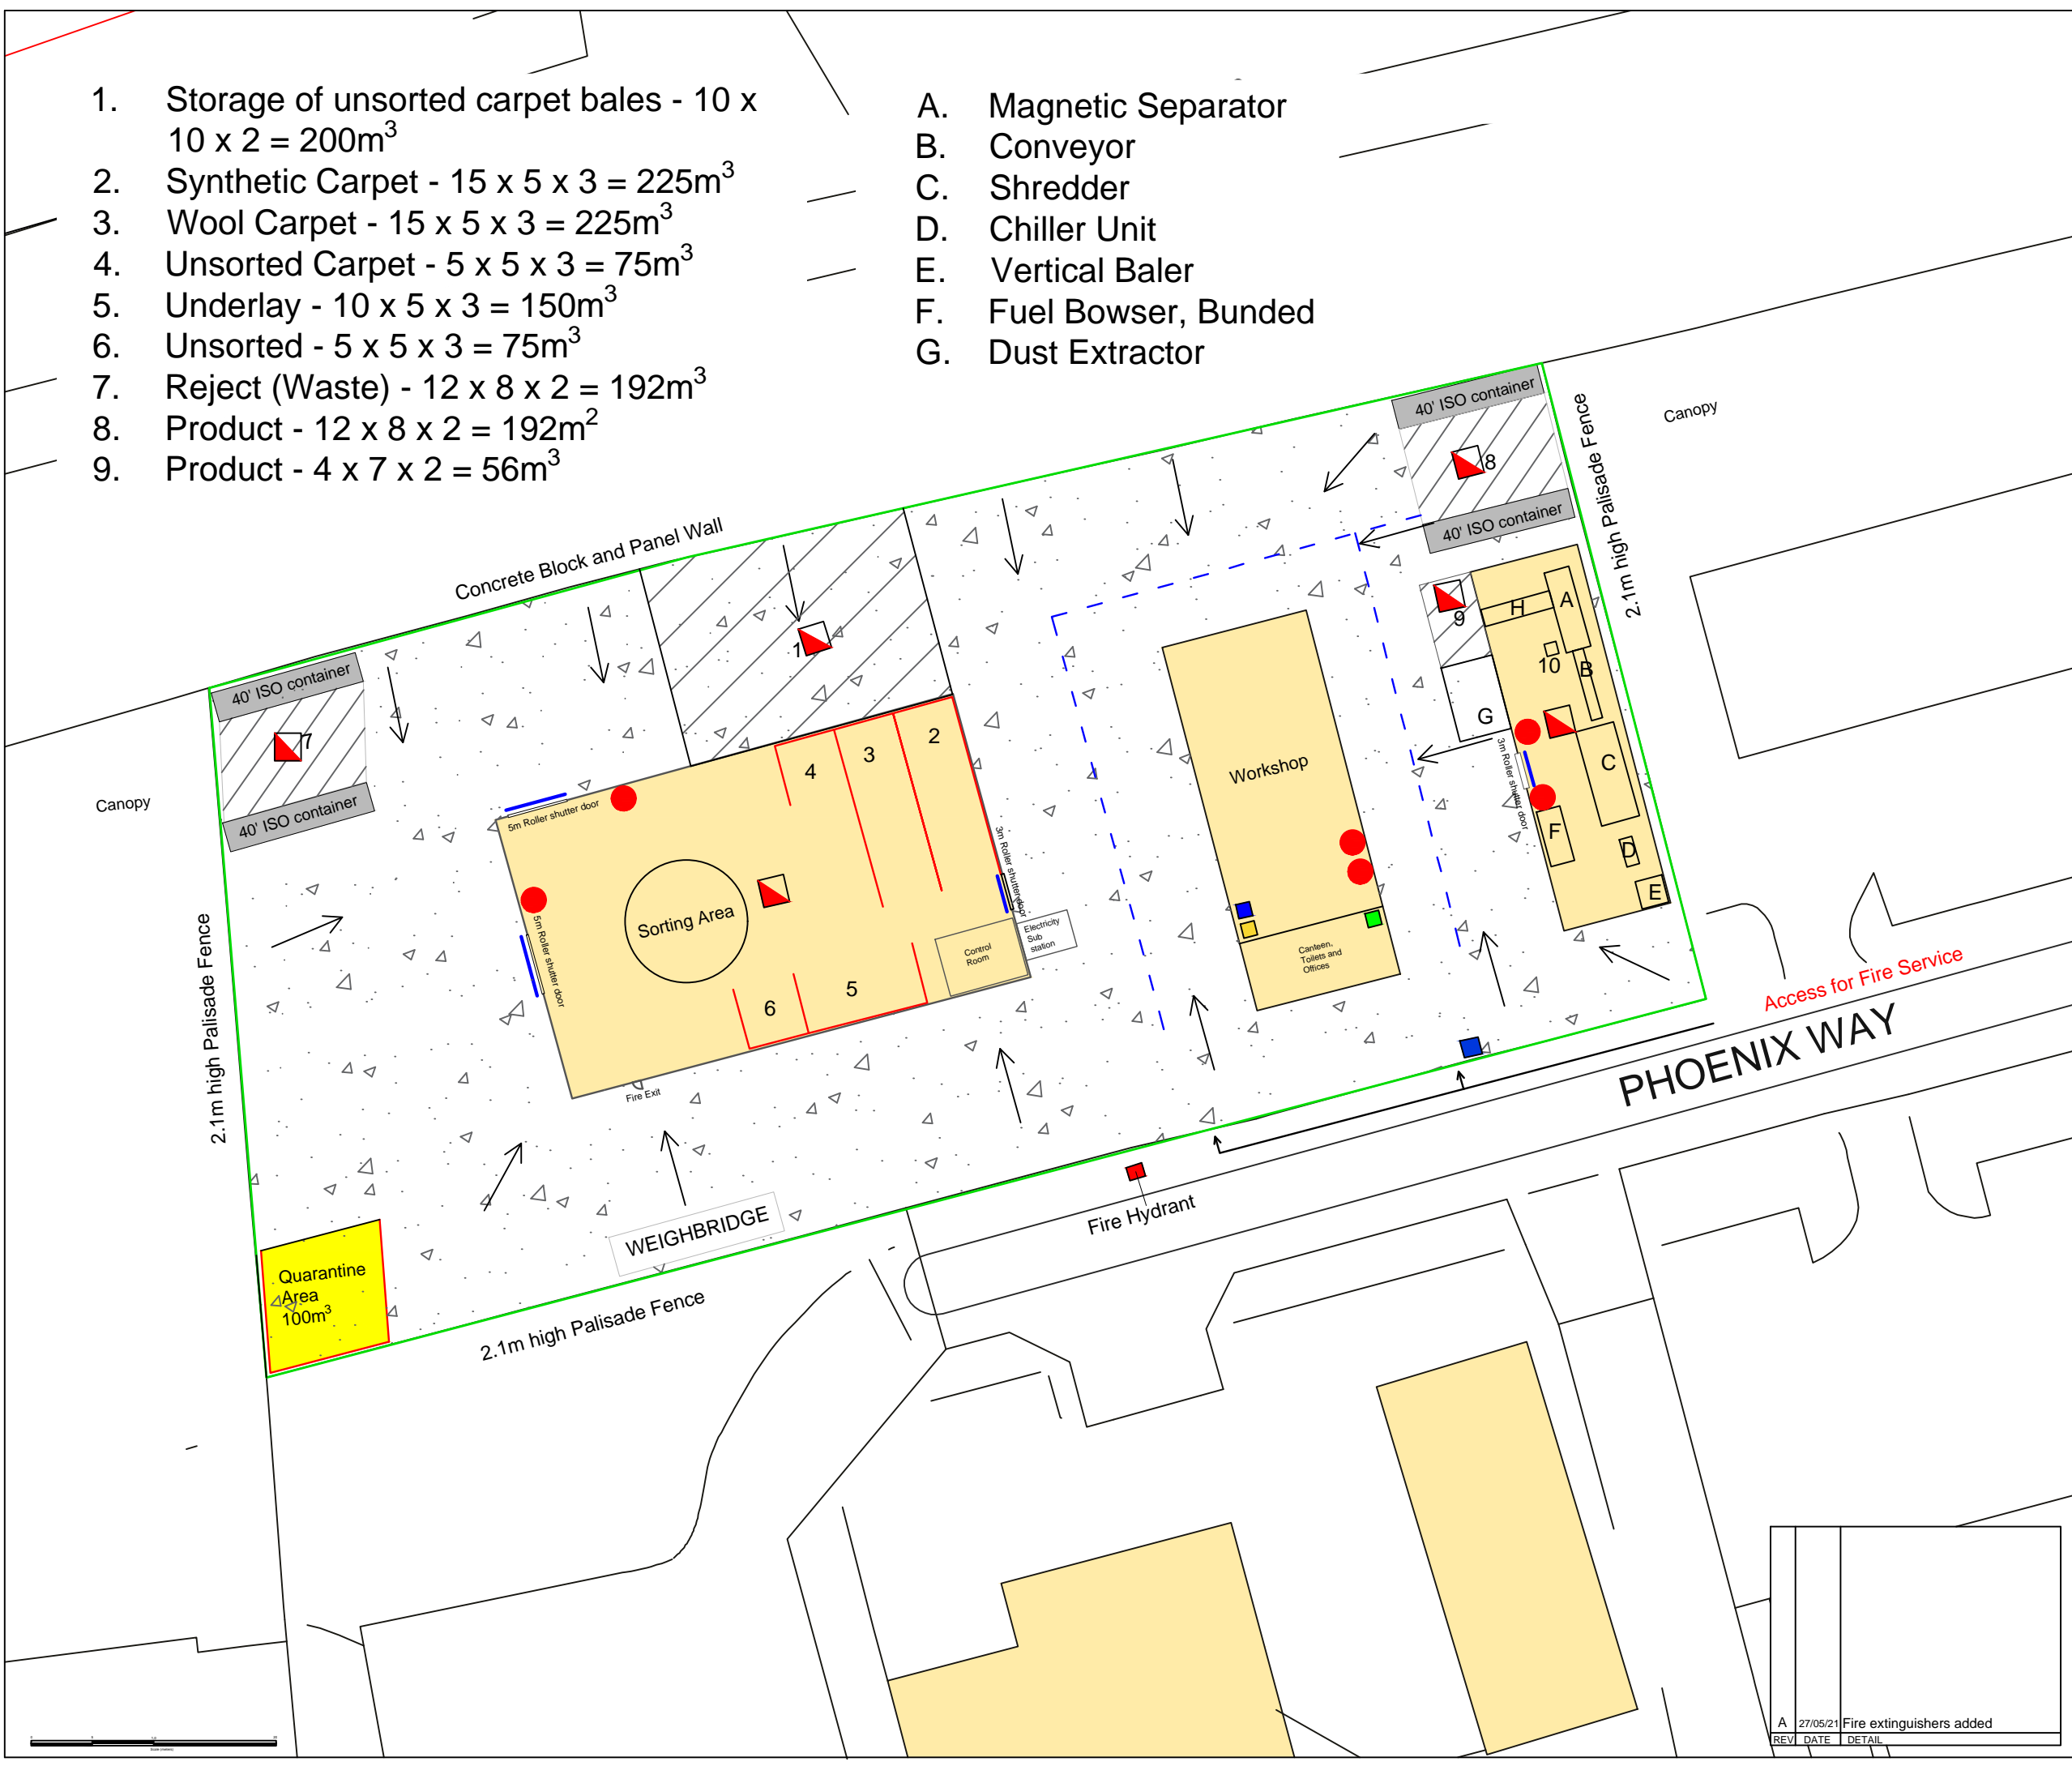 1. Storage of unsorted carpet bales - 10 x
10 x 2 = 200m³
2. Synthetic Carpet - 15 x 5 x 3 = 225m³
3. Wool Carpet - 15 x 5 x 3 = 225m³
4. Unsorted Carpet - 5 x 5 x 3 = 75m³
5. Underlay - 10 x 5 x 3 = 150m³
6. Unsorted - 5 x 5 x 3 = 75m³
7. Reject (Waste) - 12 x 8 x 2 = 192m³
8. Product - 12 x 8 x 2 = 192m²
9. Product - 4 x 7 x 2 = 56m³
A. Magnetic Separator
B. Conveyor
C. Shredder
D. Chiller Unit
E. Vertical Baler
F. Fuel Bowser, Bunded
G. Dust Extractor
40' ISO container
8
40' ISO container
2.1m high Palisade Fence
Canopy
Concrete Block and Panel Wall
1
9
H
A
10
B
G
C
3m Roller shutter door
F
D
E
40' ISO container
7
40' ISO container
Canopy
2
3
4
5m Roller shutter door
5m Roller shutter door
Sorting Area
3m Roller shutter door
Electricity
Sub
station
Control
Room
5
6
Fire Exit
Workshop
Canteen,
Toilets and
Offices
2.1m high Palisade Fence
Access for Fire Service
PHOENIX WAY
Fire Hydrant
WEIGHBRIDGE
Quarantine
Area
100m³
2.1m high Palisade Fence
A 27/05/21 Fire extinguishers added
REV DATE DETAIL